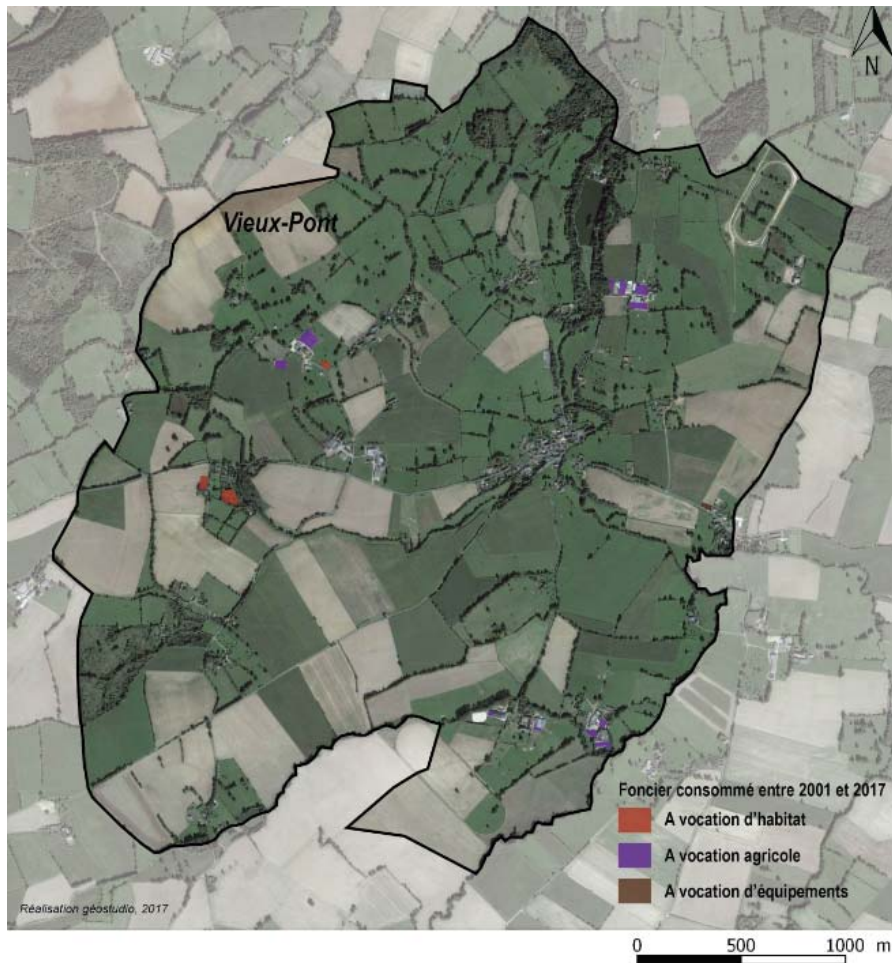 N
Vieux-Pont
Foncier consommé entre 2001 et 2017
A vocation d'habitat
A vocation agricole
A vocation d'équipements
Réalisation géostudio, 2017
0 500 1000 m